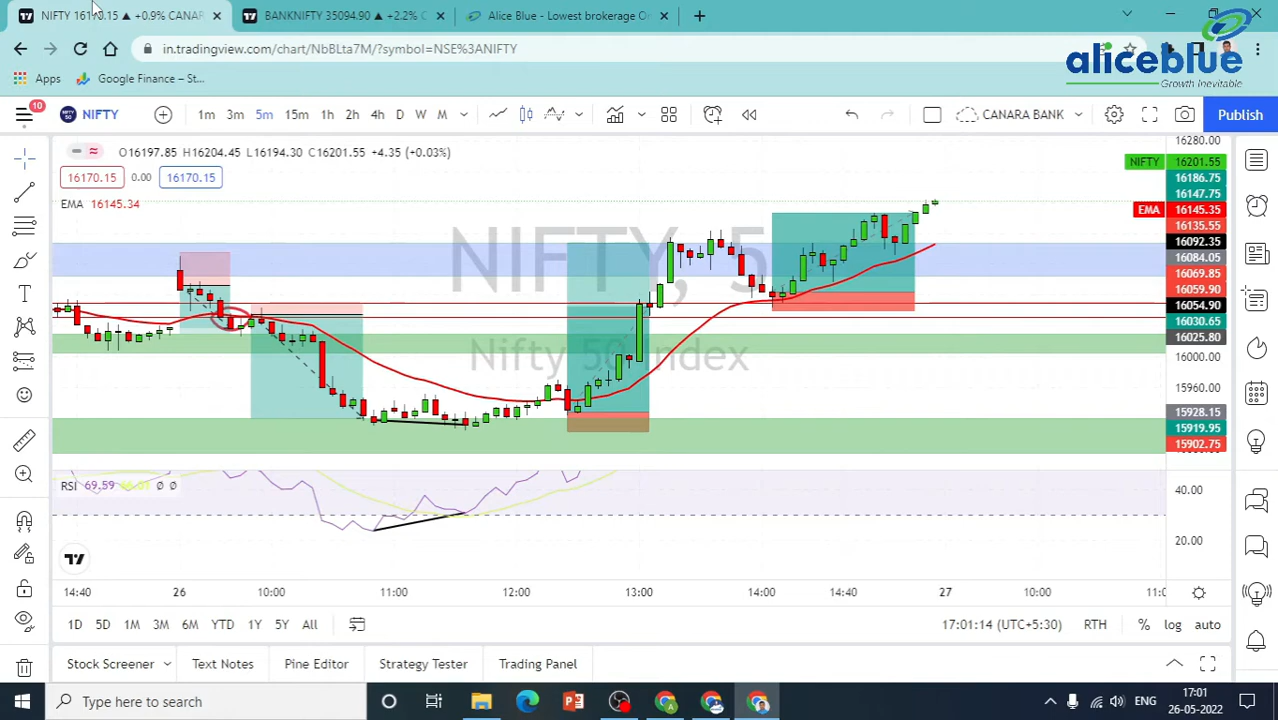 NIFTY 16170.15 ▲ +0.9% CANAR
BANKNIFTY 35094.90 ▲ +2.2% C
Alice Blue - Lowest brokerage On
in.tradingview.com/chart/NbBLta7M/?symbol=NSE%3ANIFTY
aliceblue
Growth Inevitable
Apps
Google Finance – St...
10
NIFTY
1m 3m 5m 15m 1h 2h 4h D W M
CANARA BANK
Publish
O16197.85 H16204.45 L16194.30 C16201.55 +4.35 (+0.03%)
16170.15 0.00 16170.15
EMA 16145.34
NIFTY, 5
Nifty 50 Index
16280.00
NIFTY 16201.55
16186.75
16147.75
EMA 16145.35
16135.55
16092.35
16084.05
16069.85
16059.90
16054.90
16030.65
16025.80
16000.00
15960.00
15928.15
15919.95
15902.75
RSI 69.59 Ø Ø
40.00
20.00
14:40 26 10:00 11:00 12:00 13:00 14:00 14:40 27 10:00 11:0
1D 5D 1M 3M 6M YTD 1Y 5Y All
17:01:14 (UTC+5:30) RTH % log auto
Stock Screener Text Notes Pine Editor Strategy Tester Trading Panel
Type here to search
ENG
17:01
26-05-2022